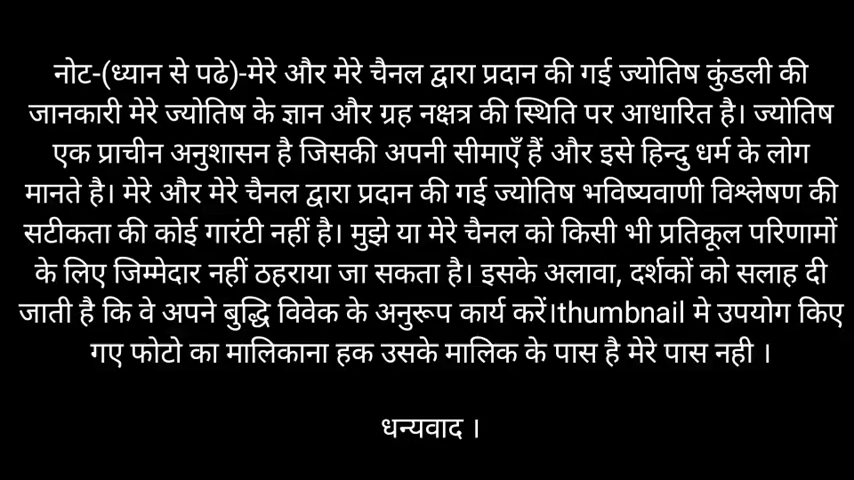 नोट-(ध्यान से पढे)-मेरे और मेरे चैनल द्वारा प्रदान की गई ज्योतिष कुंडली की
जानकारी मेरे ज्योतिष के ज्ञान और ग्रह नक्षत्र की स्थिति पर आधारित है। ज्योतिष
एक प्राचीन अनुशासन है जिसकी अपनी सीमाएँ हैं और इसे हिन्दु धर्म के लोग
मानते है। मेरे और मेरे चैनल द्वारा प्रदान की गई ज्योतिष भविष्यवाणी विश्लेषण की
सटीकता की कोई गारंटी नहीं है। मुझे या मेरे चैनल को किसी भी प्रतिकूल परिणामों
के लिए जिम्मेदार नहीं ठहराया जा सकता है। इसके अलावा, दर्शकों को सलाह दी
जाती है कि वे अपने बुद्धि विवेक के अनुरूप कार्य करें।thumbnail मे उपयोग किए
गए फोटो का मालिकाना हक उसके मालिक के पास है मेरे पास नही ।
धन्यवाद ।